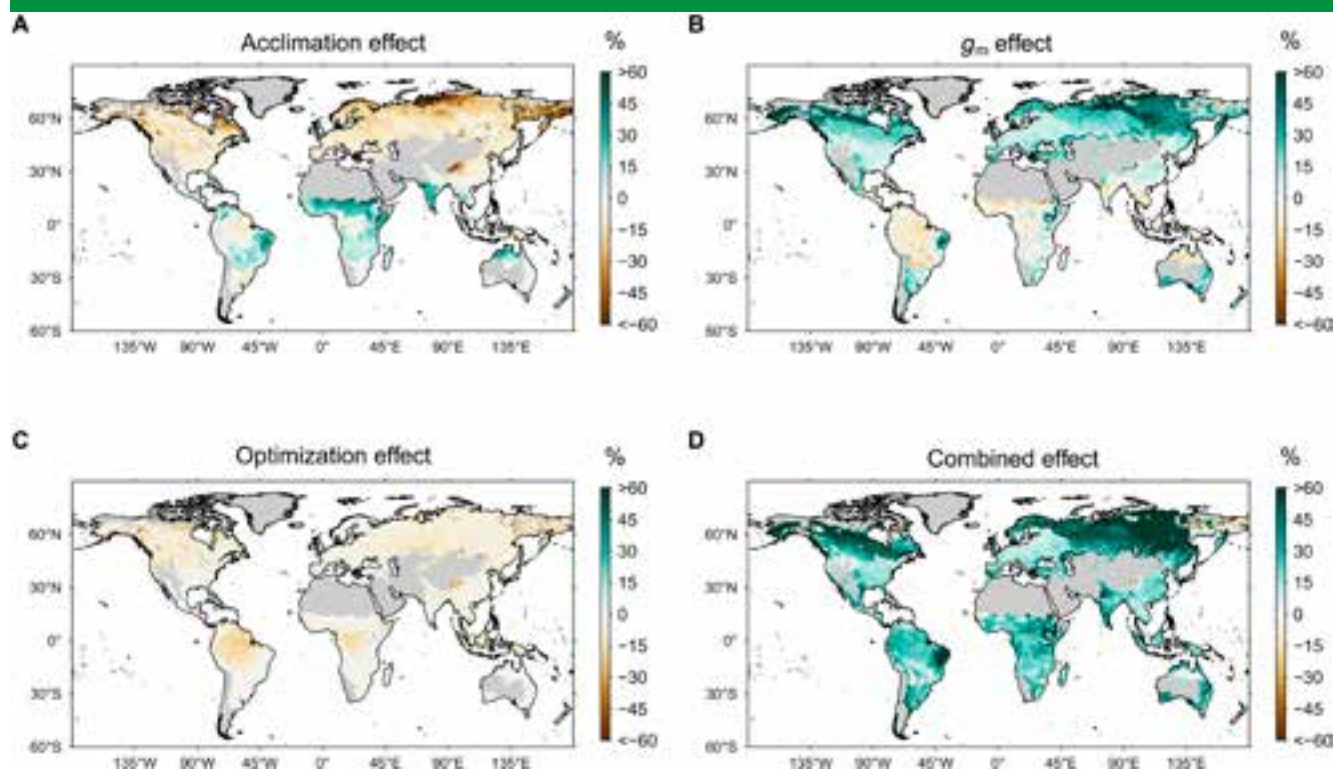 A
Acclimation effect
%
>60
45
30
15
0
−15
−30
−45
<−60
60°N
30°N
0°
30°S
60°S
135°W 90°W 45°W 0° 45°E 90°E 135°E
B
gm effect
%
>60
45
30
15
0
−15
−30
−45
<−60
60°N
30°N
0°
30°S
60°S
135°W 90°W 45°W 0° 45°E 90°E 135°E
C
Optimization effect
%
>60
45
30
15
0
−15
−30
−45
<−60
60°N
30°N
0°
30°S
60°S
135°W 90°W 45°W 0° 45°E 90°E 135°E
D
Combined effect
%
>60
45
30
15
0
−15
−30
−45
<−60
60°N
30°N
0°
30°S
60°S
135°W 90°W 45°W 0° 45°E 90°E 135°E